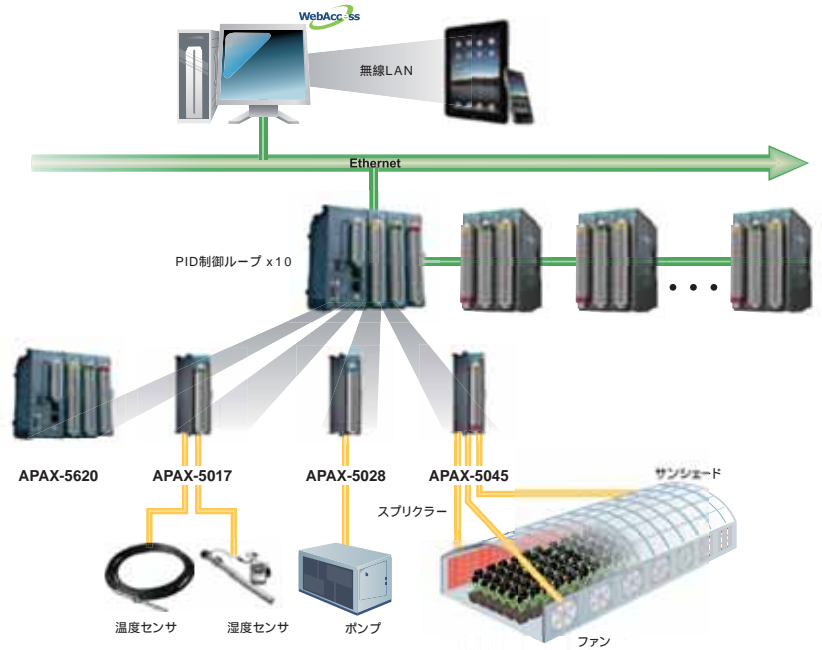 WebAccess
無線LAN
Ethernet
PID制御ループ x10
APAX-5620
APAX-5017
APAX-5028
APAX-5045
サンシェード
スプリクラー
温度センサ
湿度センサ
ポンプ
ファン